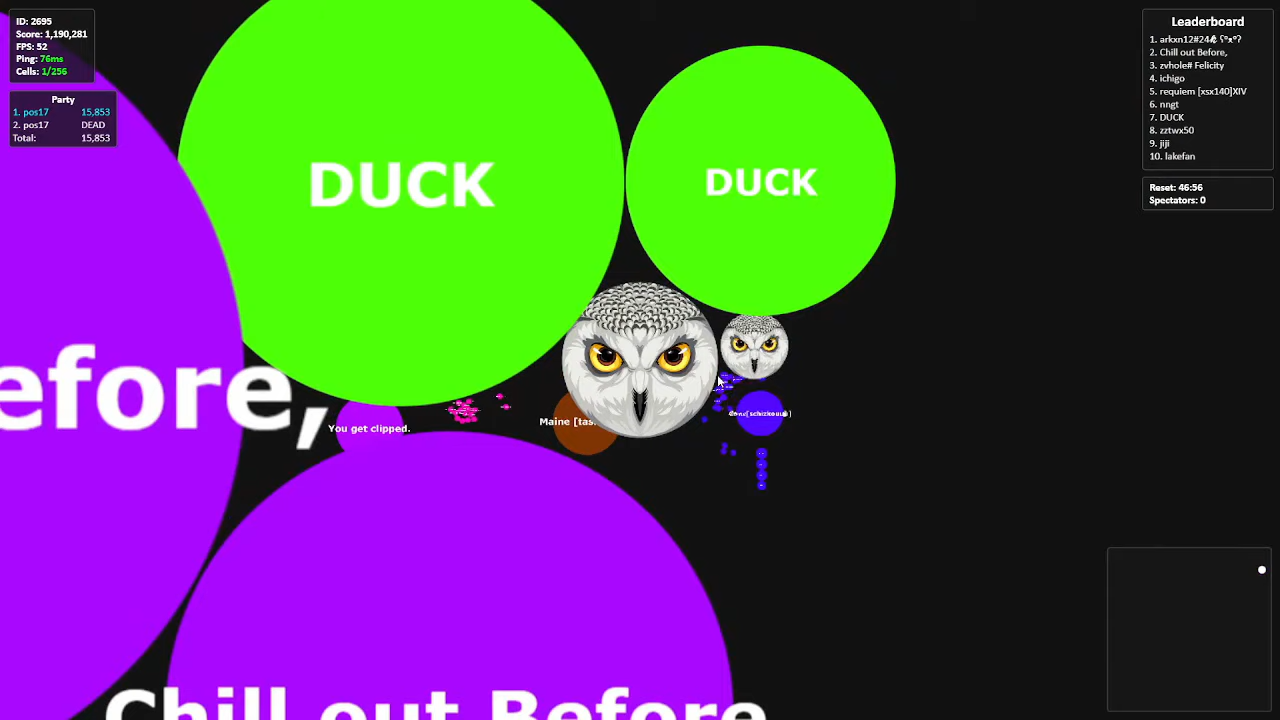 ID: 2695
Score: 1,190,281
FPS: 52
Ping: 76ms
Cells: 1/256
Party
1. pos17 15,853
2. pos17 DEAD
Total: 15,853
Leaderboard
1. arkxn12#24
2. Chill out Before,
3. zvhole# Felicity
4. ichigo
5. requiem [xsx140]XIV
6. nngt
7. DUCK
8. zztwx50
9. jiji
10. lakefan
Reset: 46:56
Spectators: 0
DUCK
DUCK
efore,
You get clipped.
Maine [tas
Chill out Before